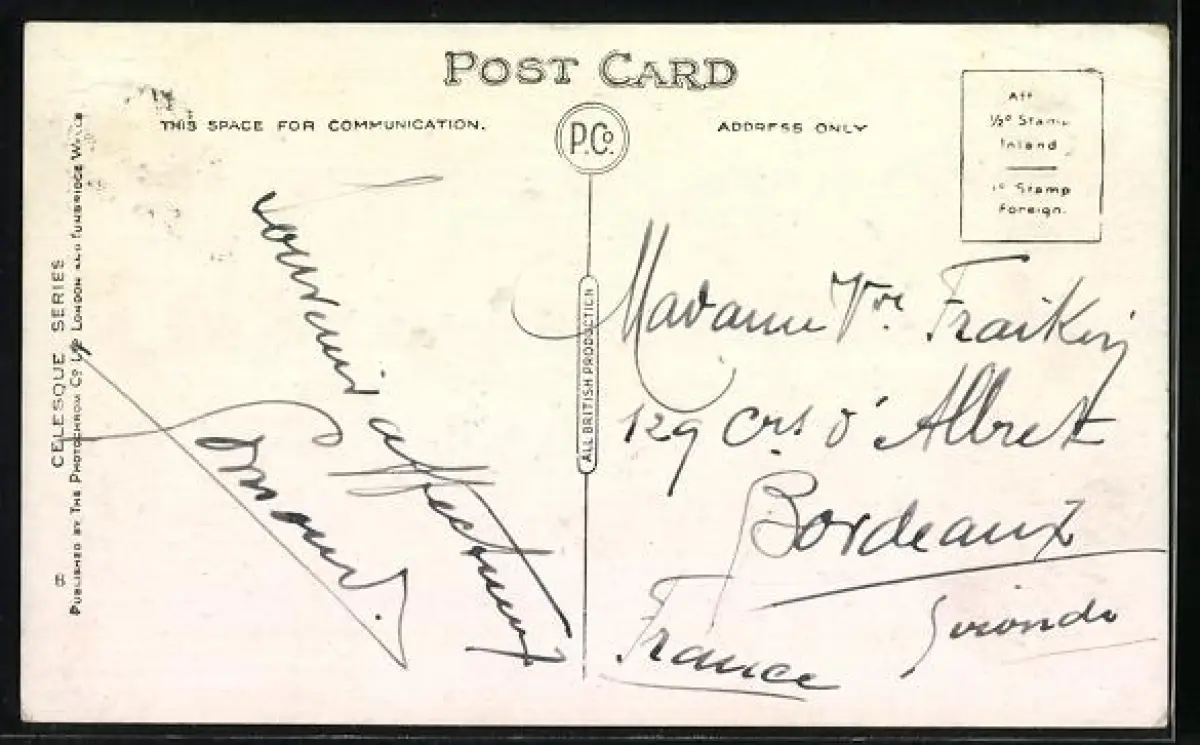 POST CARD
THIS SPACE FOR COMMUNICATION.
P.Co.
ADDRESS ONLY
½D Stamp
Inland
1D Stamp
Foreign.
CELESQUE SERIES
PUBLISHED BY THE PHOTOCHROM Co. Ltd LONDON AND TUNBRIDGE WELLS
ALL BRITISH PRODUCTION
Souvenir affectueux
Madame Vve Fraikin
129 Crs d'Albret
Bordeaux
Gironde
France